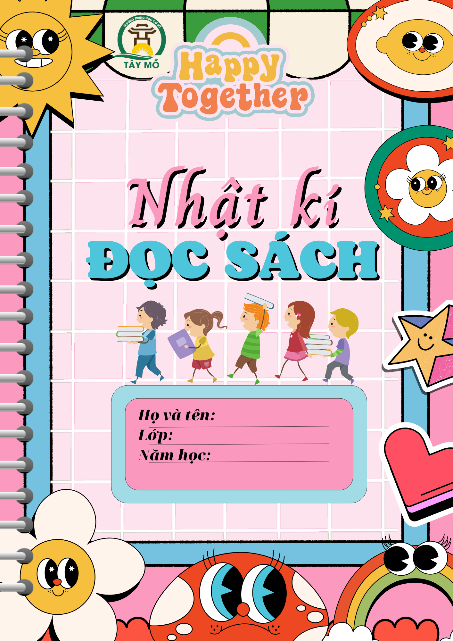 TÂY MỖ
Happy
Together
Nhật kí
ĐỌC SÁCH
Họ và tên:
Lớp:
Năm học: